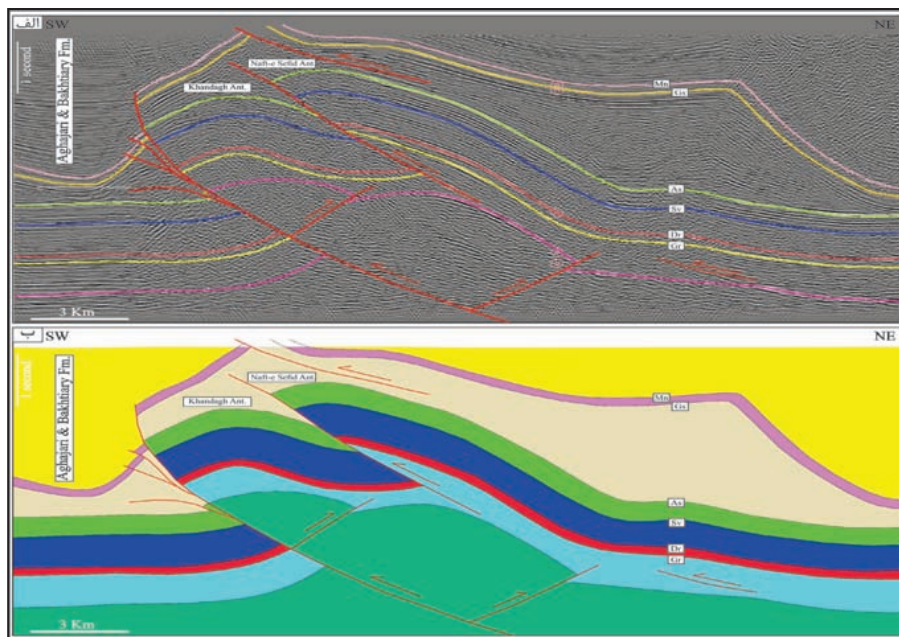 الف SW
NE
1 second
Aghajari & Bakhtiary Fm.
Naft-e Sefid Ant
Khandagh Ant.
Mn
Gs
As
Sv
Dr
Gr
3 Km
ب SW
NE
1 second
Aghajari & Bakhtiary Fm.
Naft-e Sefid Ant
Khandagh Ant.
Mn
Gs
As
Sv
Dr
Gr
3 Km